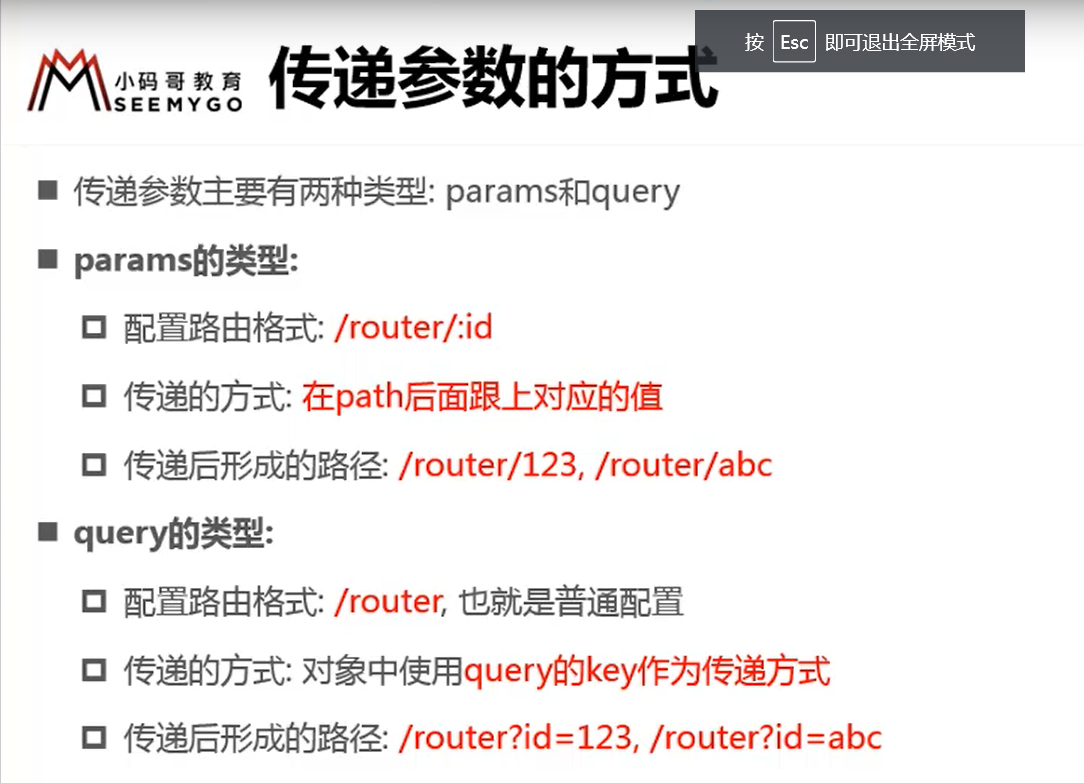 按 Esc 即可退出全屏模式
小码哥教育
SEEMYGO
传递参数的方式
传递参数主要有两种类型: params和query
params的类型:
配置路由格式: /router/:id
传递的方式: 在path后面跟上对应的值
传递后形成的路径: /router/123, /router/abc
query的类型:
配置路由格式: /router, 也就是普通配置
传递的方式: 对象中使用query的key作为传递方式
传递后形成的路径: /router?id=123, /router?id=abc